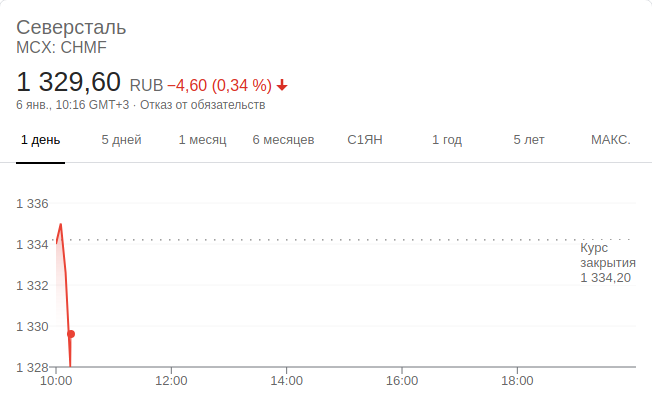 Северсталь
MCX: CHMF
1 329,60 RUB −4,60 (0,34 %)
6 янв., 10:16 GMT+3 · Отказ от обязательств
1 день 5 дней 1 месяц 6 месяцев С1ЯН 1 год 5 лет МАКС.
1 336
1 334
Курс
закрытия
1 334,20
1 332
1 330
1 328
10:00 12:00 14:00 16:00 18:00